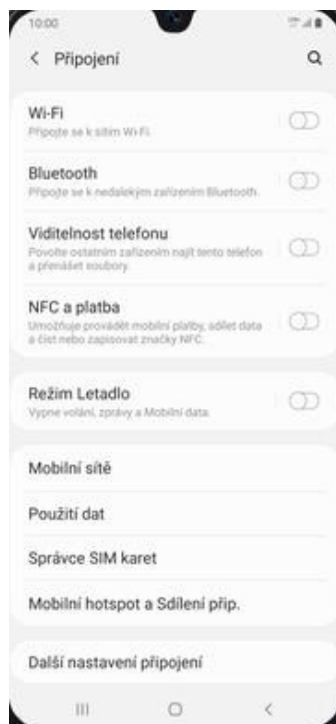 10:00
Připojení
Wi-Fi
Připojte se k sítím Wi-Fi.
Bluetooth
Připojte se k nedalekým zařízením Bluetooth.
Viditelnost telefonu
Povolte ostatním zařízením najít tento telefon
a přenášet soubory.
NFC a platba
Umožňuje provádět mobilní platby, sdílet data
a číst nebo zapisovat značky NFC.
Režim Letadlo
Vypne volání, zprávy a Mobilní data.
Mobilní sítě
Použití dat
Správce SIM karet
Mobilní hotspot a Sdílení přip.
Další nastavení připojení